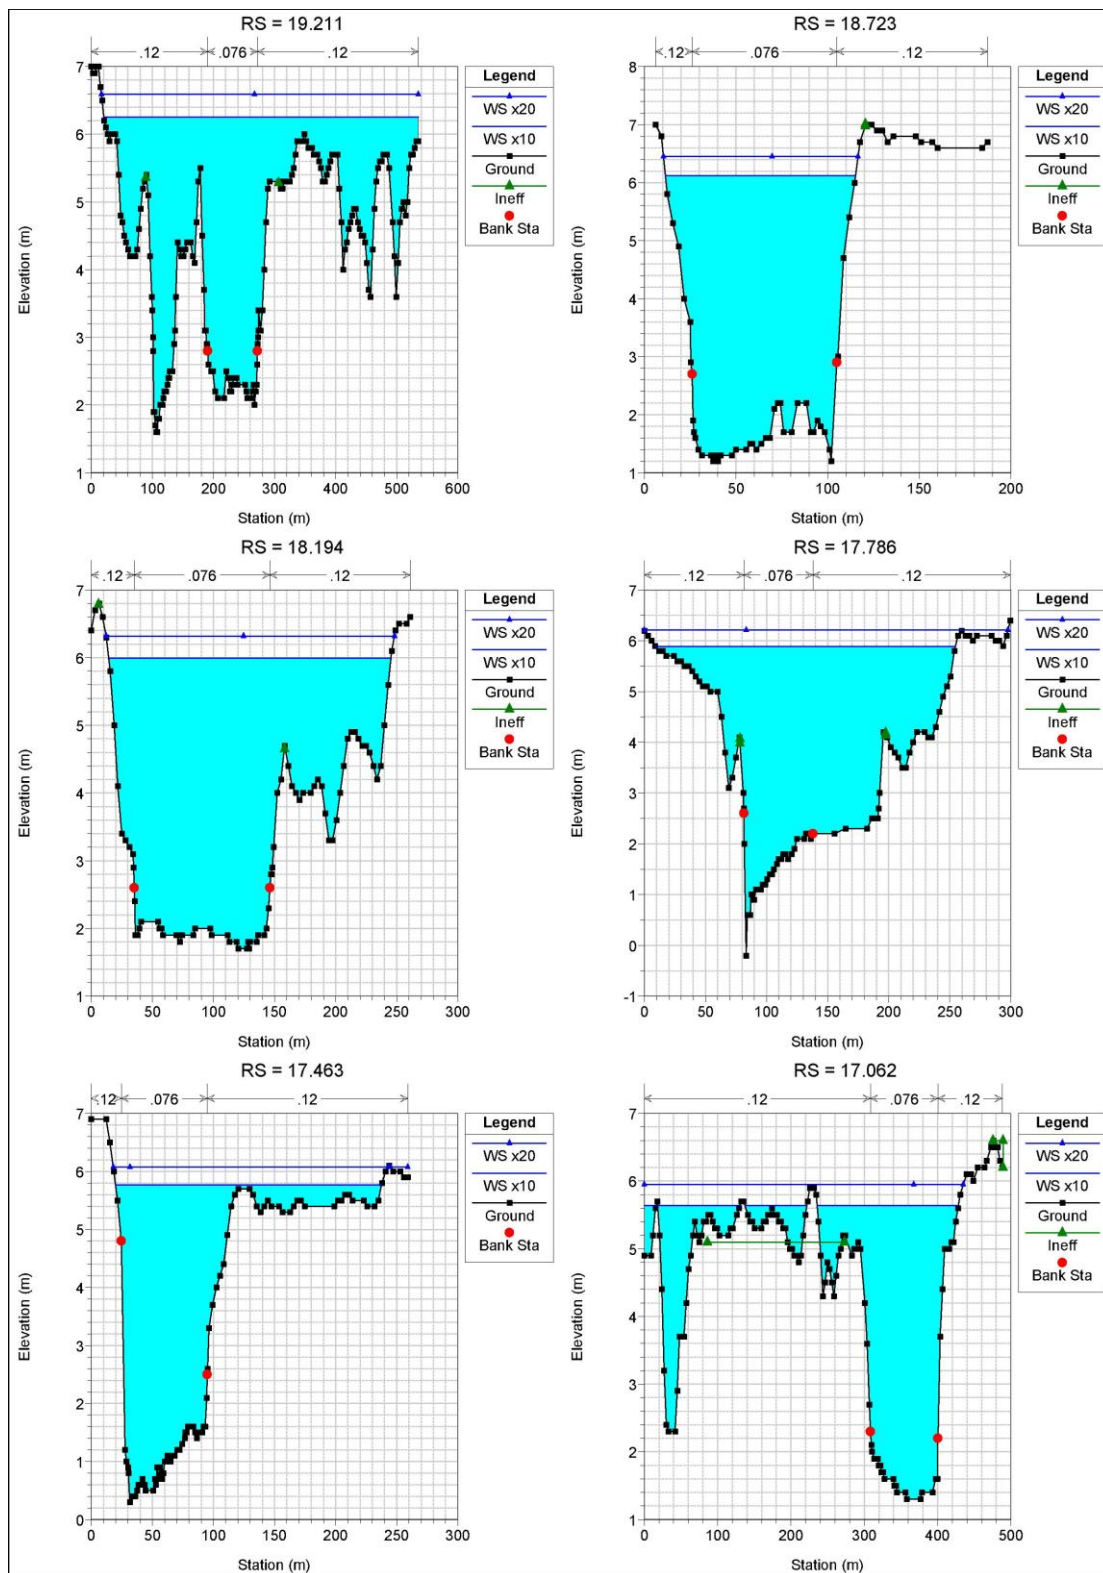 RS = 19.211
.12 .076 .12
Elevation (m)
7
6
5
4
3
2
1
0 100 200 300 400 500 600
Station (m)
Legend
WS x20
WS x10
Ground
Ineff
Bank Sta
RS = 18.723
.12 .076 .12
Elevation (m)
8
7
6
5
4
3
2
1
0 50 100 150 200
Station (m)
Legend
WS x20
WS x10
Ground
Ineff
Bank Sta
RS = 18.194
.12 .076 .12
Elevation (m)
7
6
5
4
3
2
1
0 50 100 150 200 250 300
Station (m)
Legend
WS x20
WS x10
Ground
Ineff
Bank Sta
RS = 17.786
.12 .076 .12
Elevation (m)
7
6
5
4
3
2
1
0
-1
0 50 100 150 200 250 300
Station (m)
Legend
WS x20
WS x10
Ground
Ineff
Bank Sta
RS = 17.463
.12 .076 .12
Elevation (m)
7
6
5
4
3
2
1
0
0 50 100 150 200 250 300
Station (m)
Legend
WS x20
WS x10
Ground
Bank Sta
RS = 17.062
.12 .076 .12
Elevation (m)
7
6
5
4
3
2
1
0 100 200 300 400 500
Station (m)
Legend
WS x20
WS x10
Ground
Ineff
Bank Sta